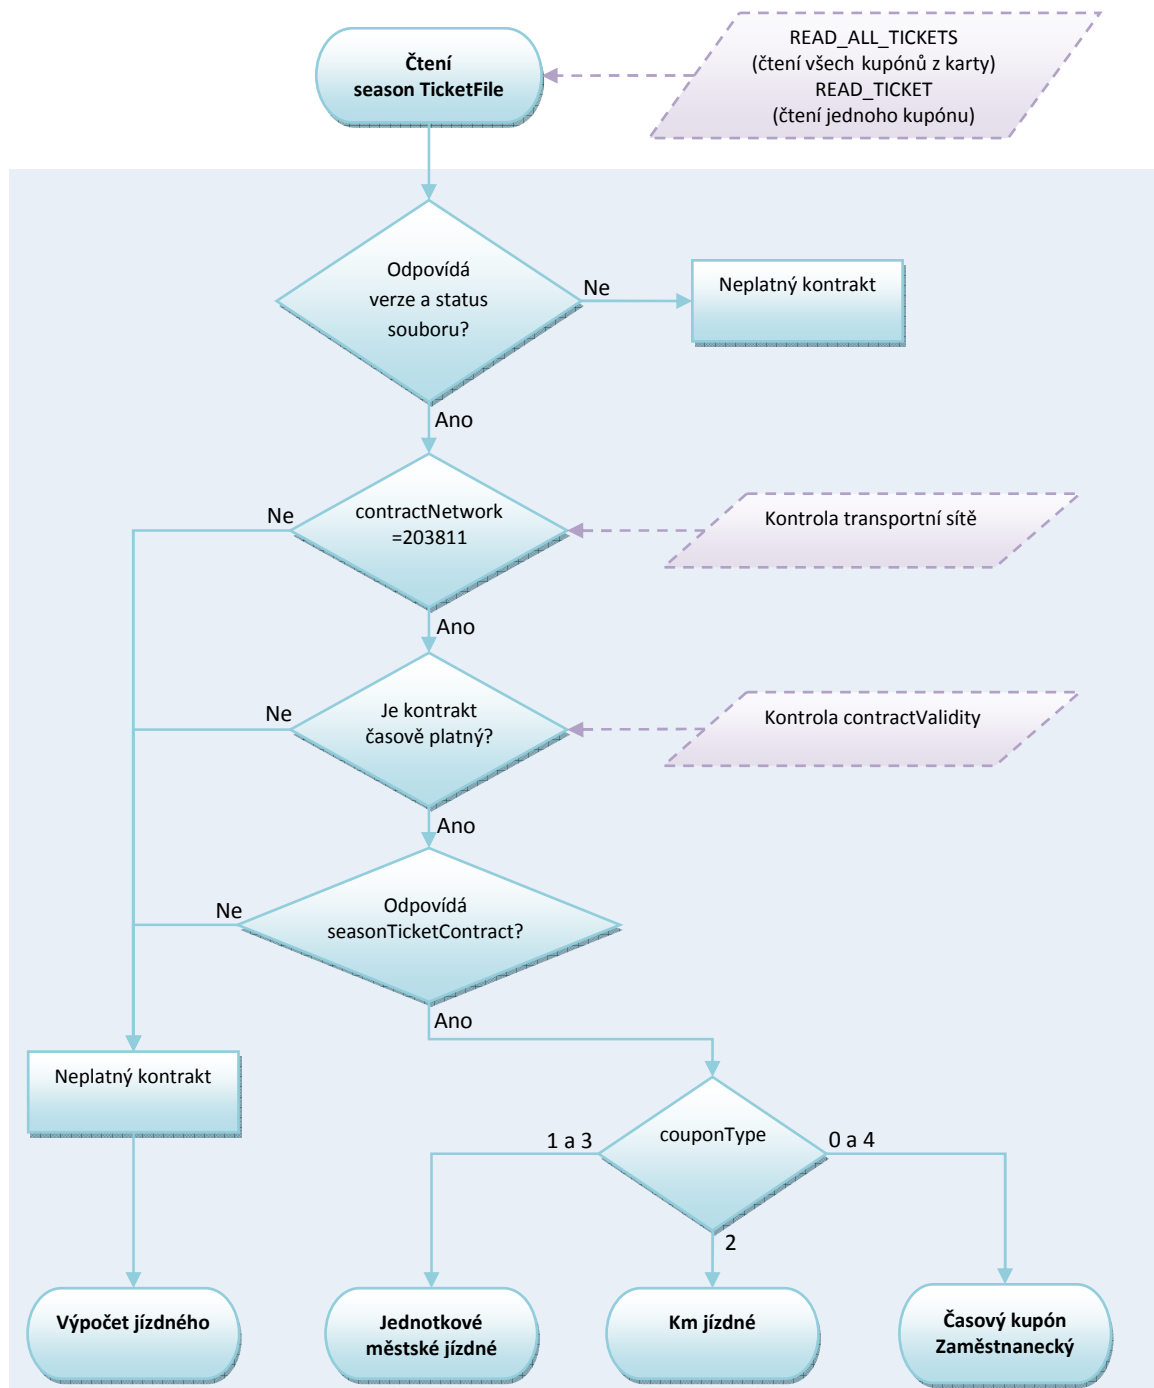 Čtení
season TicketFile
READ_ALL_TICKETS
(čtení všech kupónů z karty)
READ_TICKET
(čtení jednoho kupónu)
Odpovídá
verze a status
souboru?
Ne
Neplatný kontrakt
Ano
contractNetwork
=203811
Ne
Kontrola transportní sítě
Ano
Je kontrakt
časově platný?
Ne
Kontrola contractValidity
Ano
Odpovídá
seasonTicketContract?
Ne
Ano
Neplatný kontrakt
couponType
1 a 3
0 a 4
2
Výpočet jízdného
Jednotkové
městské jízdné
Km jízdné
Časový kupón
Zaměstnanecký